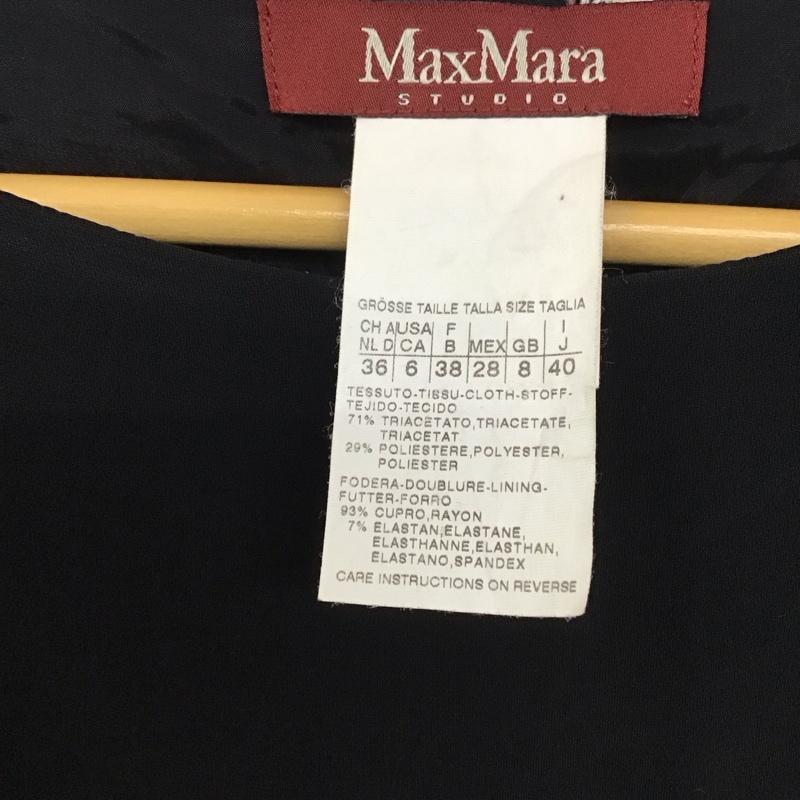 MaxMara
STUDIO
GRÖSSE TAILLE TALLA SIZE TAGLIA
CH A USA F I
NL D CA B MEX GB J
36 6 38 28 8 40
TESSUTO-TISSU-CLOTH-STOFF-
TEJIDO-TECIDO
71% TRIACETATO,TRIACETATE,
TRIACETAT
29% POLIESTERE,POLYESTER,
POLIESTER
FODERA-DOUBLURE-LINING-
FUTTER-FORRO
93% CUPRO,RAYON
7% ELASTAN,ELASTANE,
ELASTHANNE,ELASTHAN,
ELASTANO,SPANDEX
CARE INSTRUCTIONS ON REVERSE